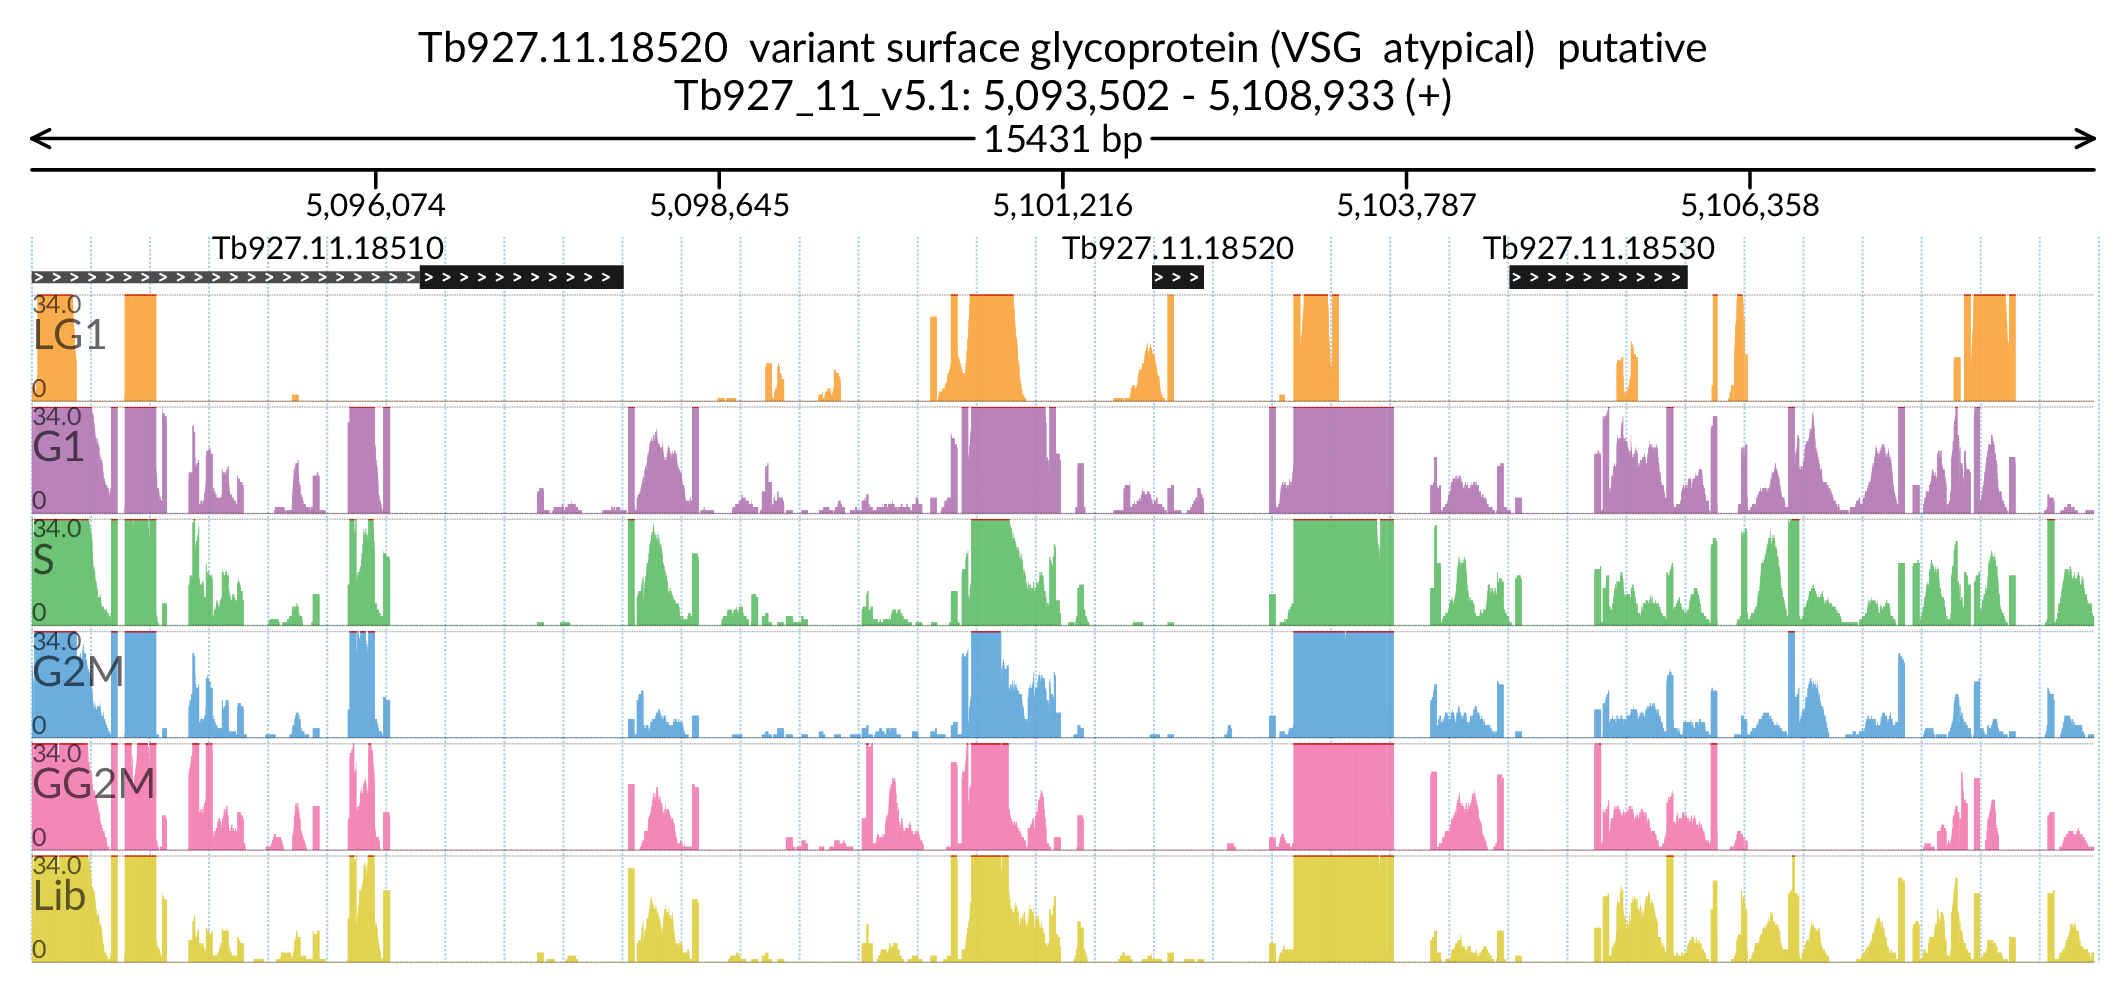 Tb927.11.18520 variant surface glycoprotein (VSG atypical) putative
Tb927_11_v5.1: 5,093,502 - 5,108,933 (+)
15431 bp
5,096,074 5,098,645 5,101,216 5,103,787 5,106,358
Tb927.11.18510 Tb927.11.18520 Tb927.11.18530
34.0
LG1
0
34.0
G1
0
34.0
S
0
34.0
G2M
0
34.0
GG2M
0
34.0
Lib
0